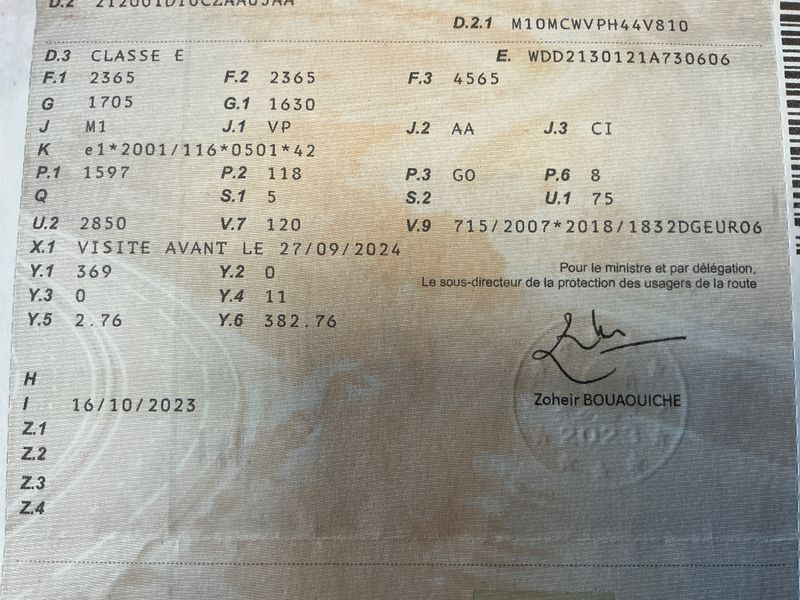 D.2 212001D10CZAA05AA
D.2.1 M10MCWVPH44V810
D.3 CLASSE E E. WDD2130121A730606
F.1 2365 F.2 2365 F.3 4565
G 1705 G.1 1630
J M1 J.1 VP J.2 AA J.3 CI
K e1*2001/116*0501*42
P.1 1597 P.2 118 P.3 GO P.6 8
Q S.1 5 S.2 U.1 75
U.2 2850 V.7 120 V.9 715/2007*2018/1832DGEURO6
X.1 VISITE AVANT LE 27/09/2024
Y.1 369 Y.2 0
Pour le ministre et par délégation,
Le sous-directeur de la protection des usagers de la route
Y.3 0 Y.4 11
Y.5 2.76 Y.6 382.76
H
I 16/10/2023
Zoheir BOUAOUICHE
Z.1
2023
Z.2
Z.3
Z.4